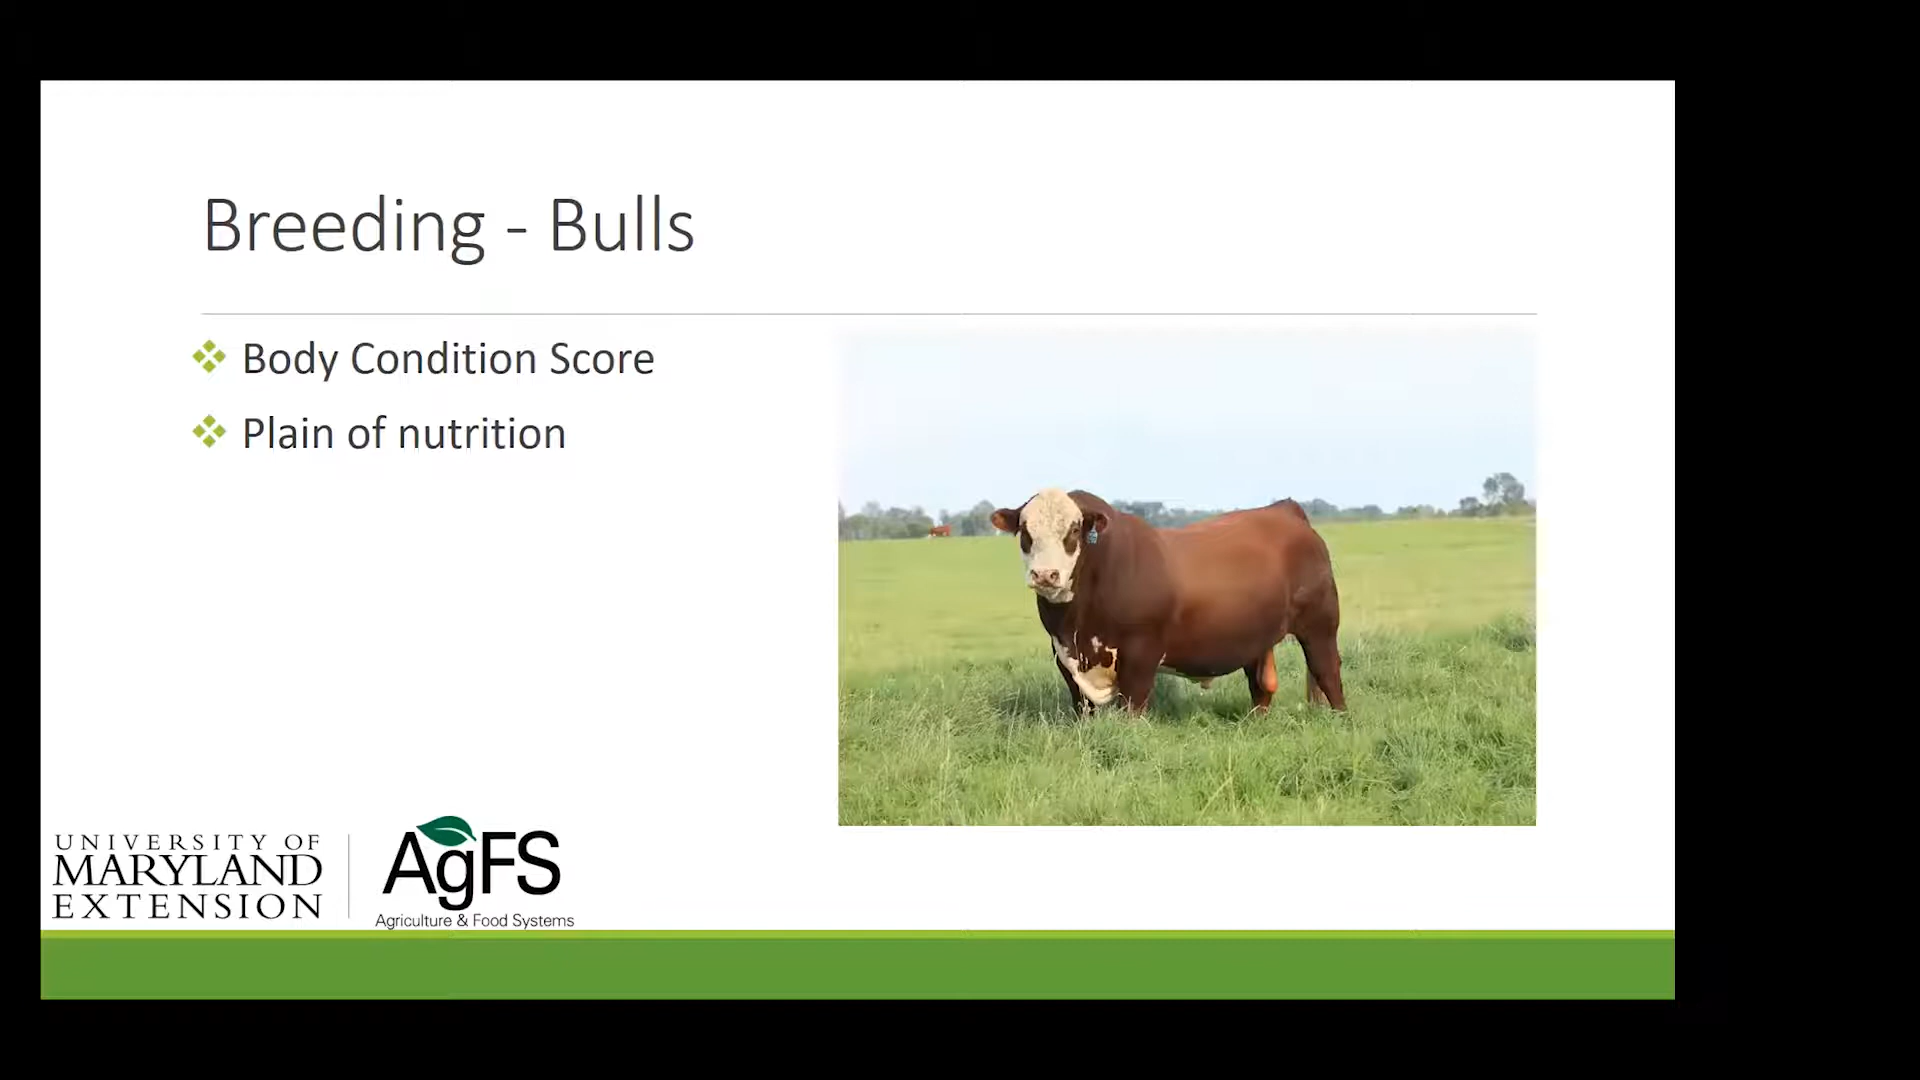 Breeding - Bulls
Body Condition Score
Plain of nutrition
UNIVERSITY OF
MARYLAND
EXTENSION
AgFS
Agriculture & Food Systems